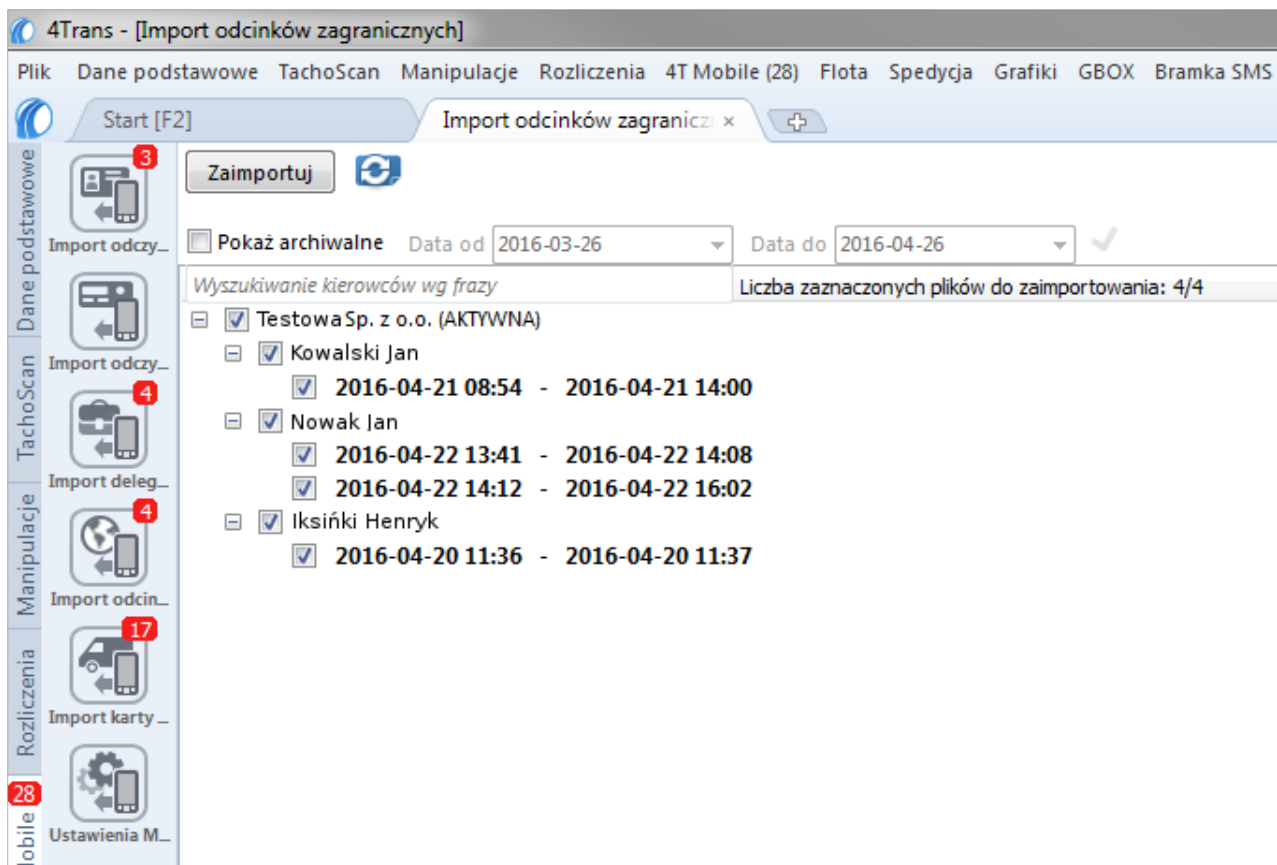 4Trans - [Import odcinków zagranicznych]
Plik Dane podstawowe TachoScan Manipulacje Rozliczenia 4T Mobile (28) Flota Spedycja Grafiki GBOX Bramka SMS
Start [F2] Import odcinków zagranicz
Dane podstawowe
TachoScan
Manipulacje
Rozliczenia
28
obile
3
Import odczy...
Import odczy...
4
Import deleg...
4
Import odcin...
17
Import karty ...
Ustawienia M...
Zaimportuj
Pokaż archiwalne Data od 2016-03-26 Data do 2016-04-26
Wyszukiwanie kierowców wg frazy Liczba zaznaczonych plików do zaimportowania: 4/4
Testowa Sp. z o.o. (AKTYWNA)
Kowalski Jan
2016-04-21 08:54 - 2016-04-21 14:00
Nowak Jan
2016-04-22 13:41 - 2016-04-22 14:08
2016-04-22 14:12 - 2016-04-22 16:02
Iksińki Henryk
2016-04-20 11:36 - 2016-04-20 11:37